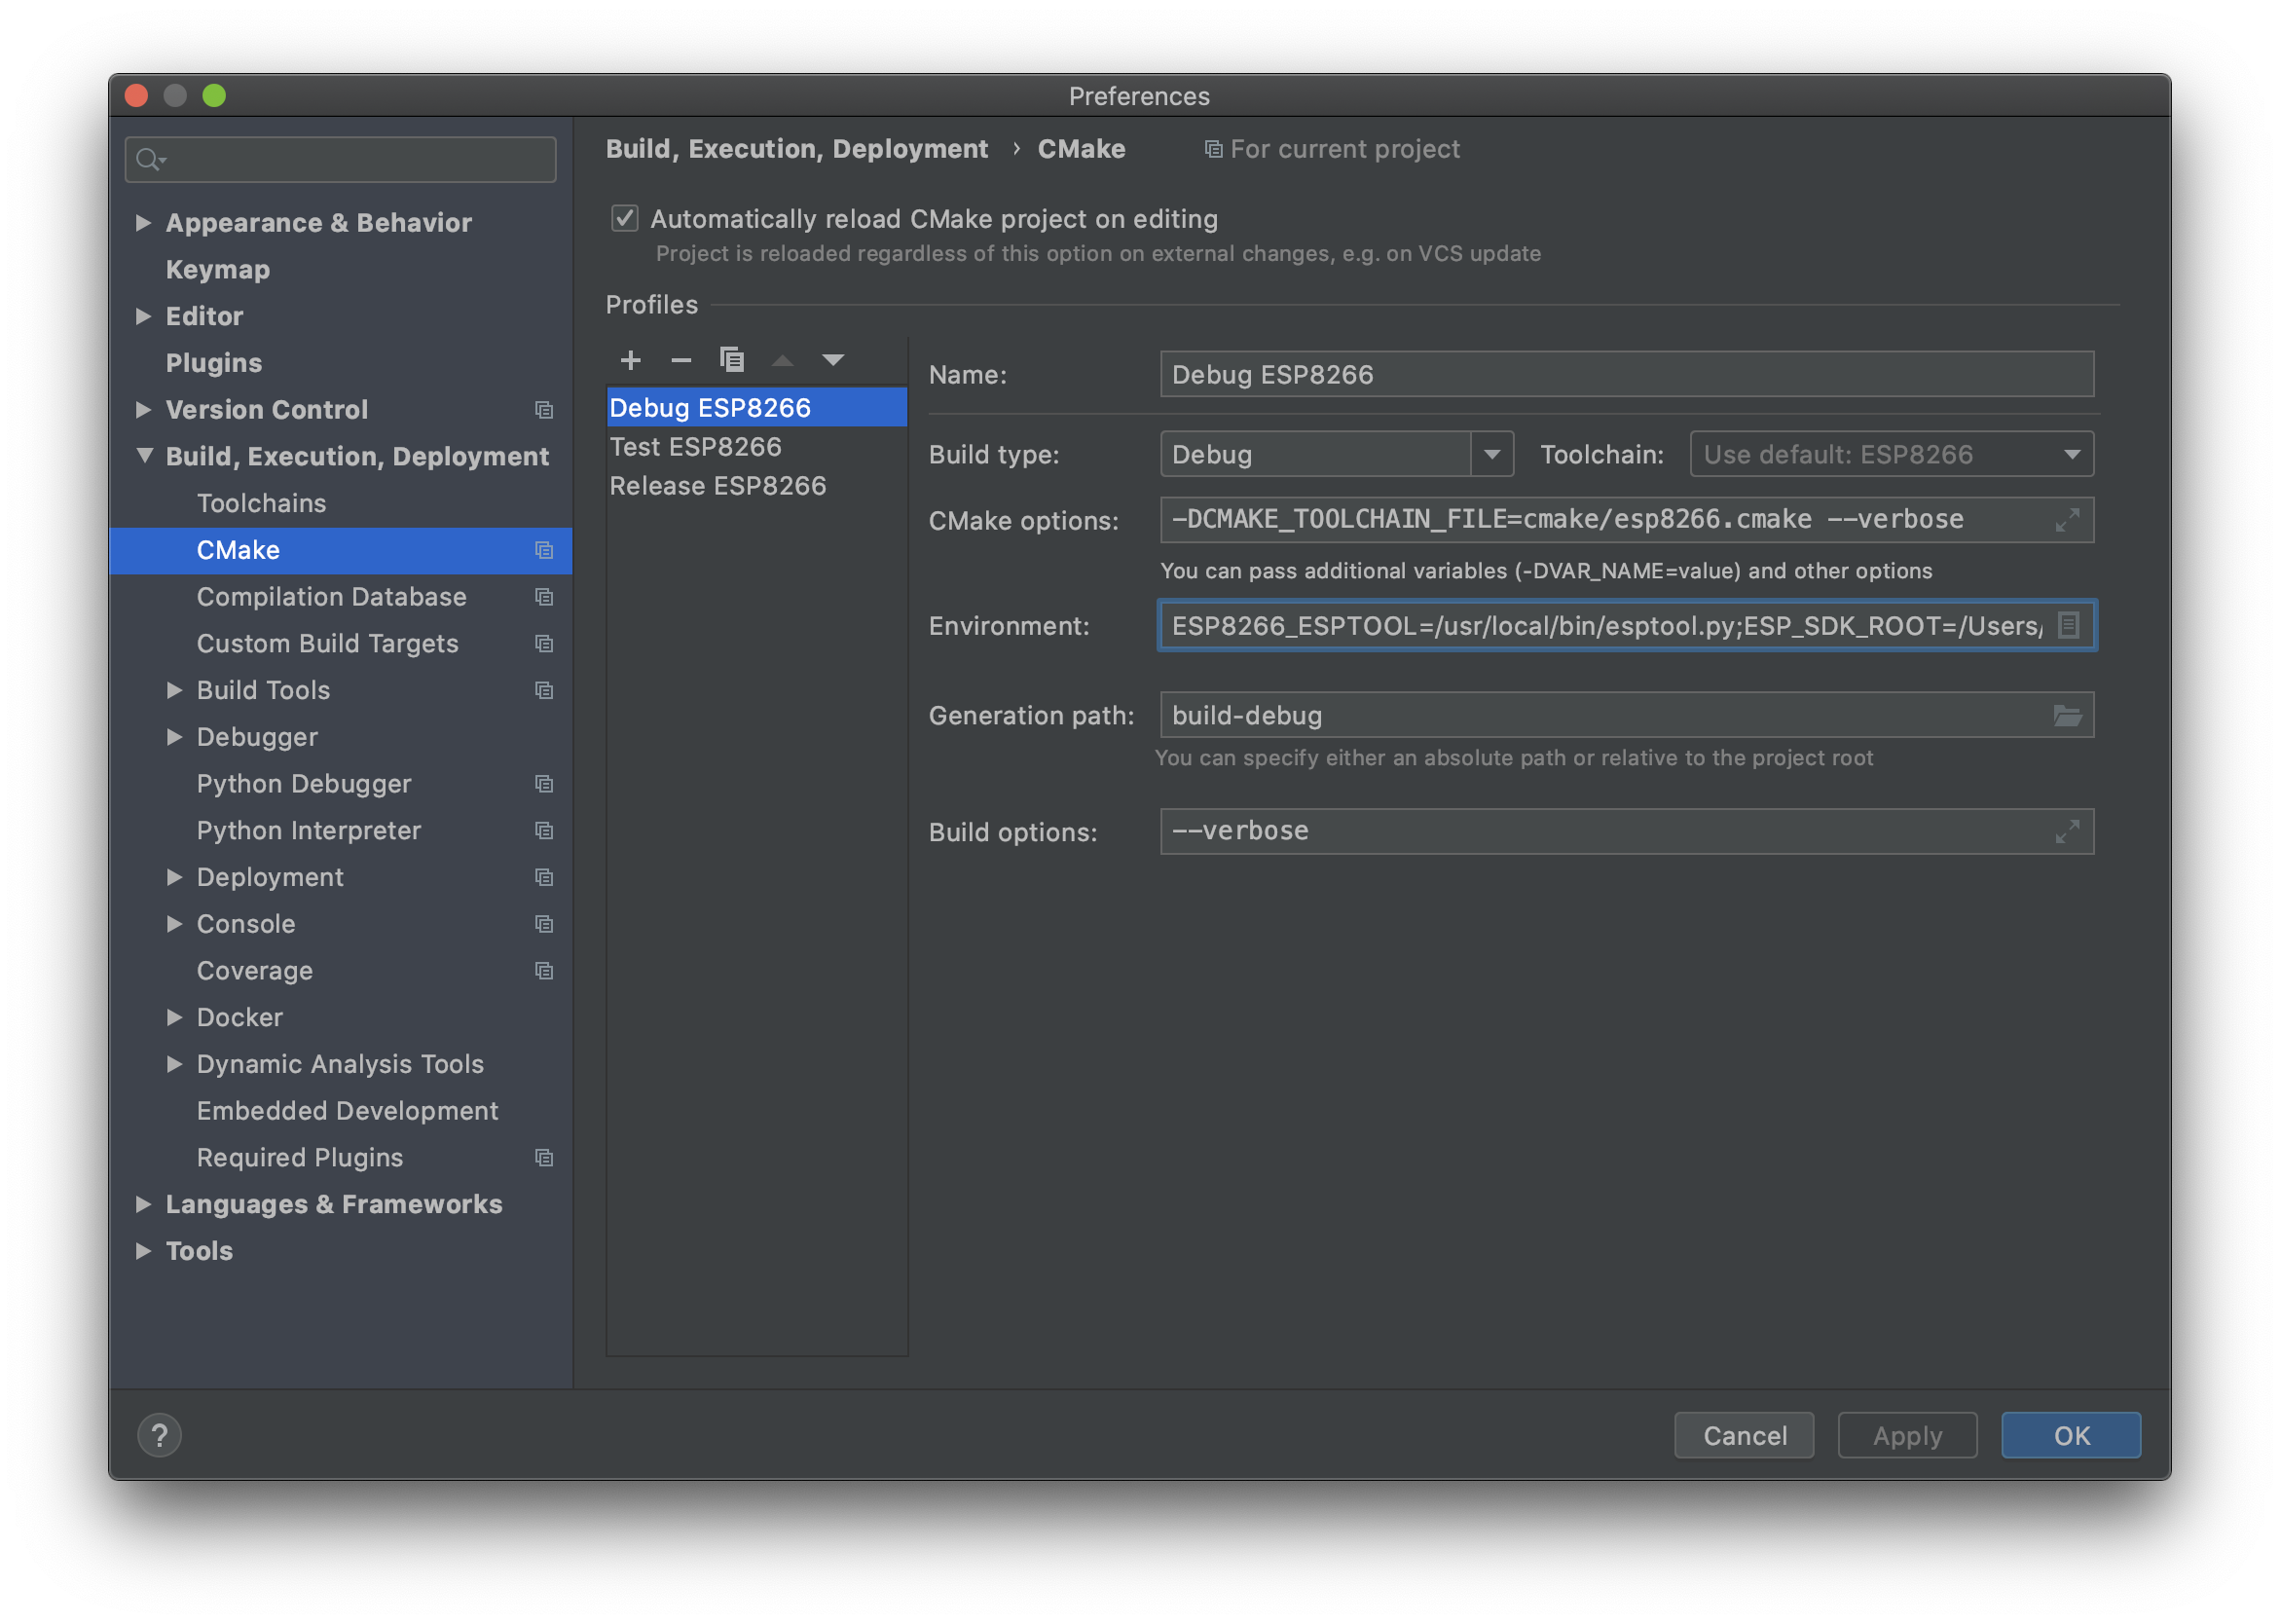 Preferences
Appearance & Behavior
Keymap
Editor
Plugins
Version Control
Build, Execution, Deployment
Toolchains
CMake
Compilation Database
Custom Build Targets
Build Tools
Debugger
Python Debugger
Python Interpreter
Deployment
Console
Coverage
Docker
Dynamic Analysis Tools
Embedded Development
Required Plugins
Languages & Frameworks
Tools
Build, Execution, Deployment › CMake For current project
Automatically reload CMake project on editing
Project is reloaded regardless of this option on external changes, e.g. on VCS update
Profiles
Debug ESP8266
Test ESP8266
Release ESP8266
Name: Debug ESP8266
Build type: Debug Toolchain: Use default: ESP8266
CMake options: -DCMAKE_TOOLCHAIN_FILE=cmake/esp8266.cmake --verbose
You can pass additional variables (-DVAR_NAME=value) and other options
Environment: ESP8266_ESPTOOL=/usr/local/bin/esptool.py;ESP_SDK_ROOT=/Users/
Generation path: build-debug
You can specify either an absolute path or relative to the project root
Build options: --verbose
? Cancel Apply OK